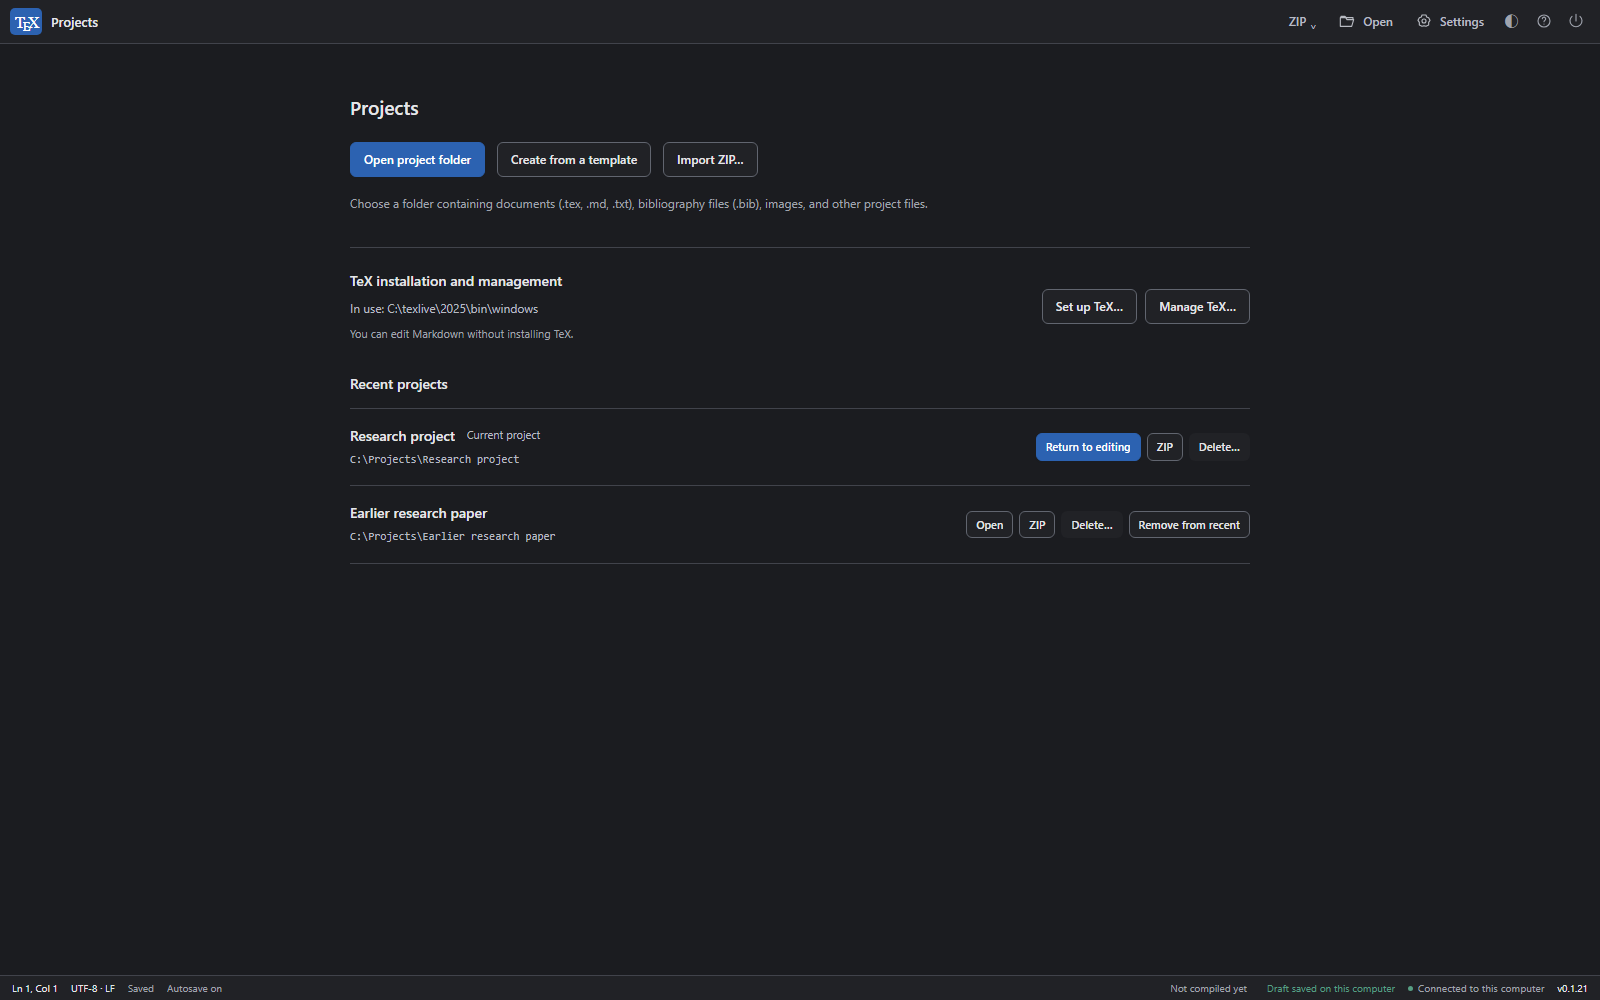 TEX Projects
ZIP Open Settings
Projects
Open project folder Create from a template Import ZIP...
Choose a folder containing documents (.tex, .md, .txt), bibliography files (.bib), images, and other project files.
TeX installation and management
In use: C:\texlive\2025\bin\windows
You can edit Markdown without installing TeX.
Set up TeX... Manage TeX...
Recent projects
Research project Current project
C:\Projects\Research project
Return to editing ZIP Delete...
Earlier research paper
C:\Projects\Earlier research paper
Open ZIP Delete... Remove from recent
Ln 1, Col 1 UTF-8 · LF Saved Autosave on Not compiled yet Draft saved on this computer Connected to this computer v0.1.21